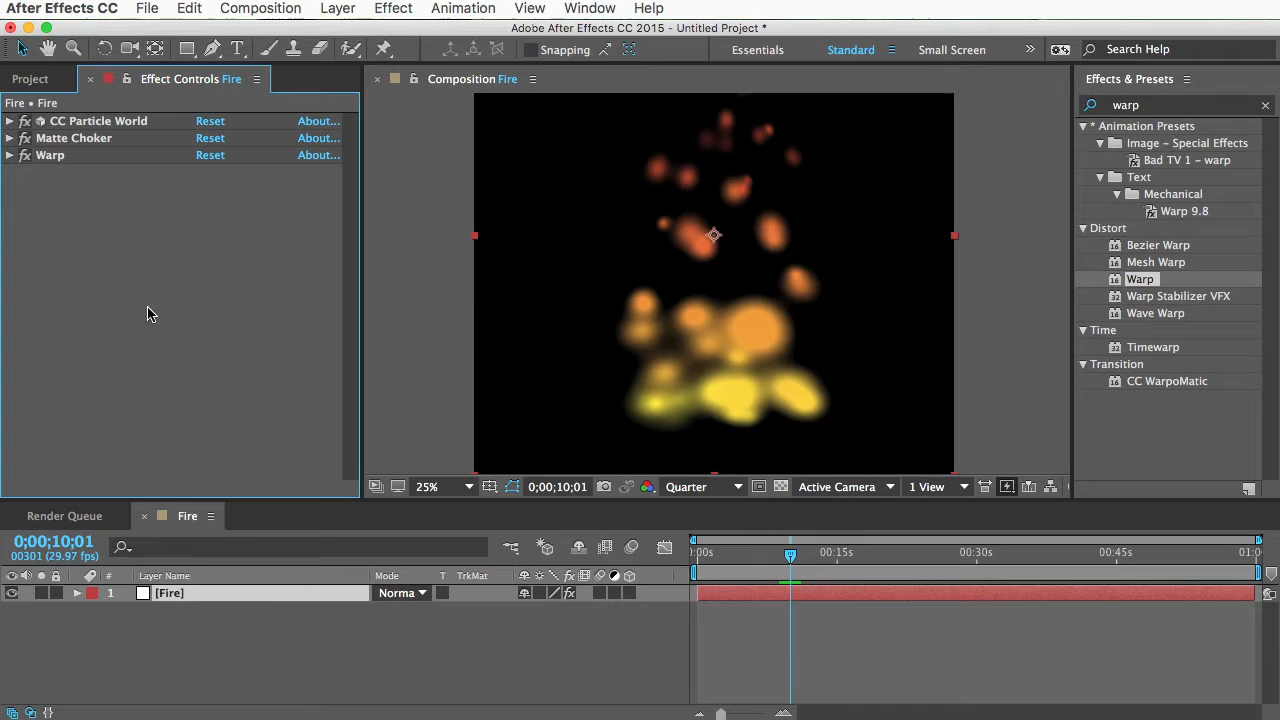 After Effects CC File Edit Composition Layer Effect Animation View Window Help
Adobe After Effects CC 2015 - Untitled Project *
Snapping Essentials Standard Small Screen Search Help
Project Effect Controls Fire Composition Fire Effects & Presets
Fire • Fire
warp
CC Particle World Reset About...
Matte Choker Reset About...
Warp Reset About...
* Animation Presets
Image – Special Effects
Bad TV 1 – warp
Text
Mechanical
Warp 9.8
Distort
Bezier Warp
Mesh Warp
Warp
Warp Stabilizer VFX
Wave Warp
Time
Timewarp
Transition
CC WarpoMatic
25% 0;00;10;01 Quarter Active Camera 1 View
Render Queue Fire
0;00;10;01
00301 (29.97 fps)
:00s 00:15s 00:30s 00:45s 01:0
# Layer Name Mode T TrkMat
1 [Fire] Norma